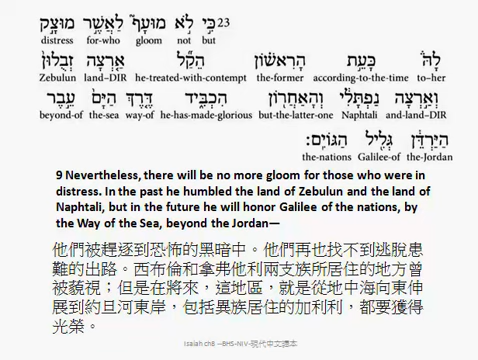 23 כִּ֣י לֹ֣א מוּעָף֮ לַאֲשֶׁ֣ר מוּצָ֣ק
distress for-who gloom not but
לָהּ֒ כָּעֵ֣ת הָרִאשׁ֗וֹן הֵקַ֞ל אַ֤רְצָה זְבֻלוּן֙
Zebulun land–DIR he-treated-with-contempt the-former according-to-the-time to–her
וְאַ֣רְצָה נַפְתָּלִ֔י וְהָאַחֲר֖וֹן הִכְבִּ֑יד דֶּ֤רֶךְ הַיָּם֙ עֵ֣בֶר
beyond-of the-sea way-of he-has-made-glorious but-the-latter-one Naphtali and-land–DIR
הַיַּרְדֵּ֔ן גְּלִ֖יל הַגּוֹיִֽם׃
the-nations Galilee-of the-Jordan
9 Nevertheless, there will be no more gloom for those who were in
distress. In the past he humbled the land of Zebulun and the land of
Naphtali, but in the future he will honor Galilee of the nations, by
the Way of the Sea, beyond the Jordan—
他們被趕逐到恐怖的黑暗中。他們再也找不到逃脫患
難的出路。西布倫和拿弗他利兩支族所居住的地方曾
被藐視；但是在將來，這地區，就是從地中海向東伸
展到約旦河東岸，包括異族居住的加利利，都要獲得
光榮。
Isaiah ch8 --BHS-NIV-現代中文譯本